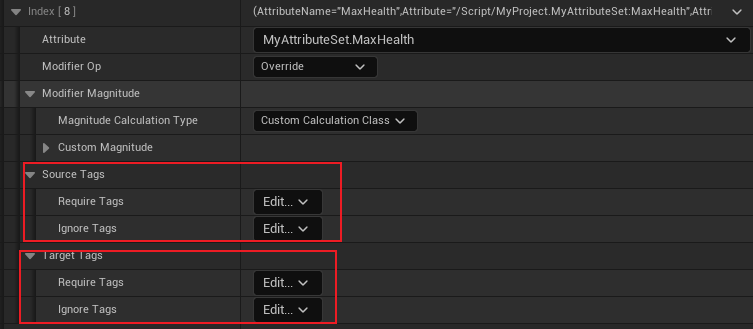 Index [ 8 ] (AttributeName="MaxHealth",Attribute="/Script/MyProject.MyAttributeSet:MaxHealth",Attri
Attribute MyAttributeSet.MaxHealth
Modifier Op Override
Modifier Magnitude
Magnitude Calculation Type Custom Calculation Class
Custom Magnitude
Source Tags
Require Tags Edit...
Ignore Tags Edit...
Target Tags
Require Tags Edit...
Ignore Tags Edit...